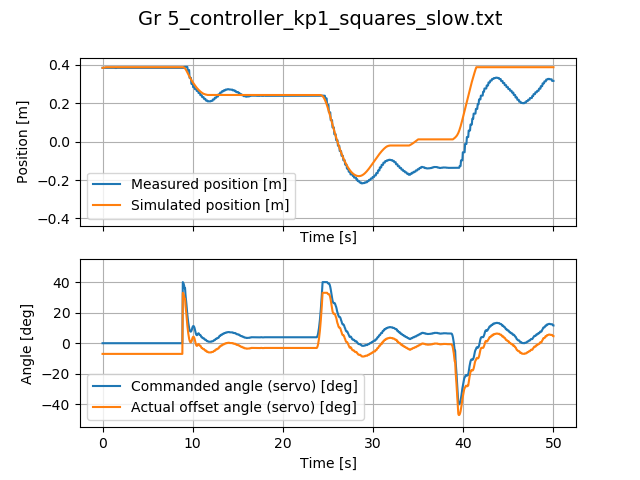 Gr 5_controller_kp1_squares_slow.txt
0.4
0.2
0.0
−0.2
−0.4
Position [m]
Measured position [m]
Simulated position [m]
Time [s]
40
20
0
−20
−40
Angle [deg]
Commanded angle (servo) [deg]
Actual offset angle (servo) [deg]
0 10 20 30 40 50
Time [s]